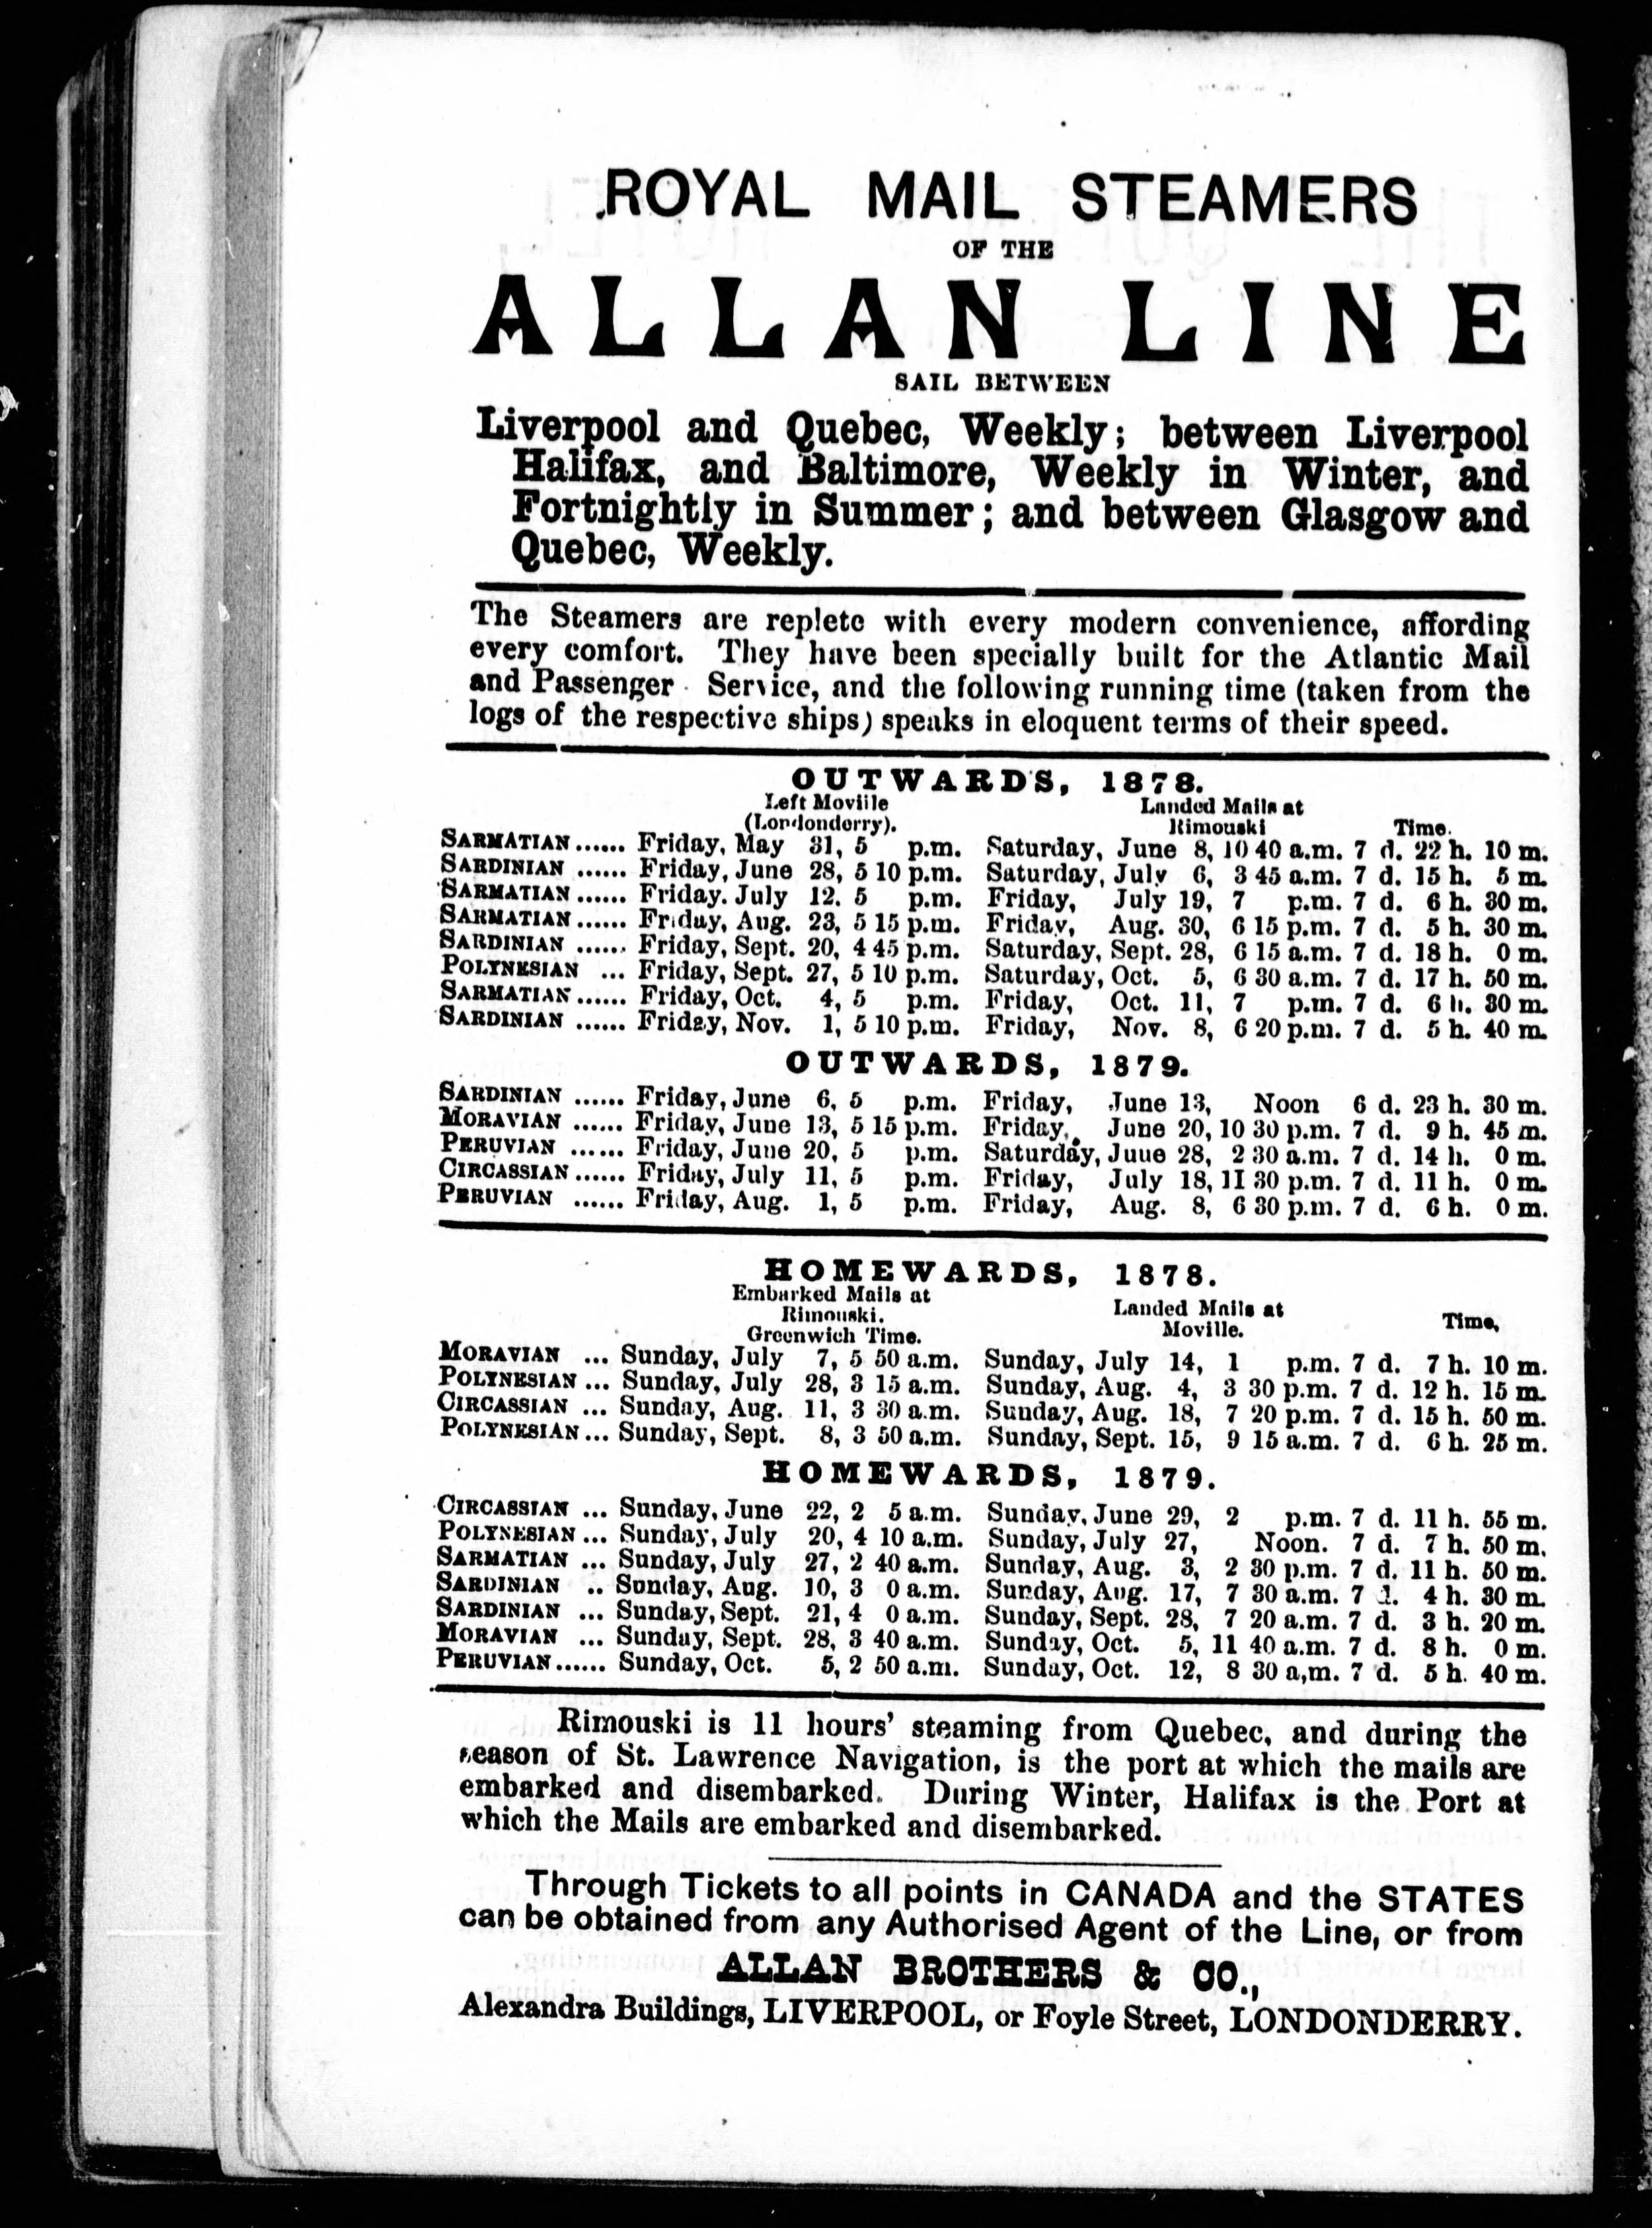 ROYAL MAIL STEAMERS
OF THE
ALLAN LINE
SAIL BETWEEN
Liverpool and Quebec, Weekly; between Liverpool
Halifax, and Baltimore, Weekly in Winter, and
Fortnightly in Summer; and between Glasgow and
Quebec, Weekly.
The Steamers are replete with every modern convenience, affording
every comfort. They have been specially built for the Atlantic Mail
and Passenger Service, and the following running time (taken from the
logs of the respective ships) speaks in eloquent terms of their speed.
OUTWARDS, 1878.
Left Moville Landed Mails at
(Londonderry). Rimouski Time.
SARMATIAN...... Friday, May 31, 5 p.m. Saturday, June 8, 10 40 a.m. 7 d. 22 h. 10 m.
SARDINIAN ...... Friday, June 28, 5 10 p.m. Saturday, July 6, 3 45 a.m. 7 d. 15 h. 5 m.
SARMATIAN...... Friday. July 12. 5 p.m. Friday, July 19, 7 p.m. 7 d. 6 h. 30 m.
SARMATIAN...... Friday, Aug. 23, 5 15 p.m. Friday, Aug. 30, 6 15 p.m. 7 d. 5 h. 30 m.
SARDINIAN ...... Friday, Sept. 20, 4 45 p.m. Saturday, Sept. 28, 6 15 a.m. 7 d. 18 h. 0 m.
POLYNESIAN ... Friday, Sept. 27, 5 10 p.m. Saturday, Oct. 5, 6 30 a.m. 7 d. 17 h. 50 m.
SARMATIAN...... Friday, Oct. 4, 5 p.m. Friday, Oct. 11, 7 p.m. 7 d. 6 h. 30 m.
SARDINIAN ...... Friday, Nov. 1, 5 10 p.m. Friday, Nov. 8, 6 20 p.m. 7 d. 5 h. 40 m.
OUTWARDS, 1879.
SARDINIAN ...... Friday, June 6, 5 p.m. Friday, June 13, Noon 6 d. 23 h. 30 m.
MORAVIAN ...... Friday, June 13, 5 15 p.m. Friday, June 20, 10 30 p.m. 7 d. 9 h. 45 m.
PERUVIAN ...... Friday, June 20, 5 p.m. Saturday, June 28, 2 30 a.m. 7 d. 14 h. 0 m.
CIRCASSIAN...... Friday, July 11, 5 p.m. Friday, July 18, 11 30 p.m. 7 d. 11 h. 0 m.
PERUVIAN ...... Friday, Aug. 1, 5 p.m. Friday, Aug. 8, 6 30 p.m. 7 d. 6 h. 0 m.
HOMEWARDS, 1878.
Embarked Mails at
Rimouski. Landed Mails at Time,
Greenwich Time. Moville.
MORAVIAN ... Sunday, July 7, 5 50 a.m. Sunday, July 14, 1 p.m. 7 d. 7 h. 10 m.
POLYNESIAN ... Sunday, July 28, 3 15 a.m. Sunday, Aug. 4, 3 30 p.m. 7 d. 12 h. 15 m.
CIRCASSIAN ... Sunday, Aug. 11, 3 30 a.m. Sunday, Aug. 18, 7 20 p.m. 7 d. 15 h. 50 m.
POLYNESIAN... Sunday, Sept. 8, 3 50 a.m. Sunday, Sept. 15, 9 15 a.m. 7 d. 6 h. 25 m.
HOMEWARDS, 1879.
CIRCASSIAN ... Sunday, June 22, 2 5 a.m. Sunday, June 29, 2 p.m. 7 d. 11 h. 55 m.
POLYNESIAN... Sunday, July 20, 4 10 a.m. Sunday, July 27, Noon. 7 d. 7 h. 50 m.
SARMATIAN ... Sunday, July 27, 2 40 a.m. Sunday, Aug. 3, 2 30 p.m. 7 d. 11 h. 50 m.
SARDINIAN .. Sunday, Aug. 10, 3 0 a.m. Sunday, Aug. 17, 7 30 a.m. 7 d. 4 h. 30 m.
SARDINIAN ... Sunday, Sept. 21, 4 0 a.m. Sunday, Sept. 28, 7 20 a.m. 7 d. 3 h. 20 m.
MORAVIAN ... Sunday, Sept. 28, 3 40 a.m. Sunday, Oct. 5, 11 40 a.m. 7 d. 8 h. 0 m.
PERUVIAN...... Sunday, Oct. 5, 2 50 a.m. Sunday, Oct. 12, 8 30 a,m. 7 d. 5 h. 40 m.
Rimouski is 11 hours' steaming from Quebec, and during the
season of St. Lawrence Navigation, is the port at which the mails are
embarked and disembarked. During Winter, Halifax is the Port at
which the Mails are embarked and disembarked.
Through Tickets to all points in CANADA and the STATES
can be obtained from any Authorised Agent of the Line, or from
ALLAN BROTHERS & CO.,
Alexandra Buildings, LIVERPOOL, or Foyle Street, LONDONDERRY.